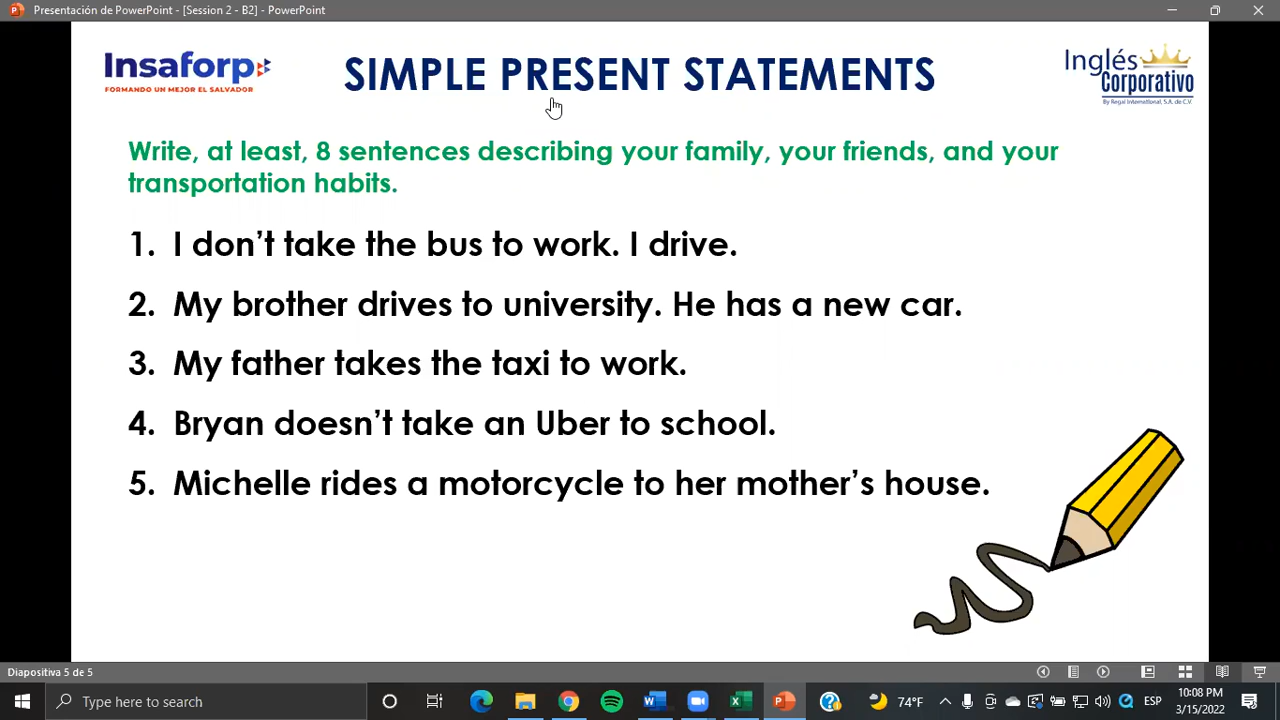 Presentación de PowerPoint - [Session 2 - B2] - PowerPoint
Insaforp
FORMANDO UN MEJOR EL SALVADOR
SIMPLE PRESENT STATEMENTS
Inglés
Corporativo
By Regal International, S.A. de C.V.
Write, at least, 8 sentences describing your family, your friends, and your
transportation habits.
1. I don’t take the bus to work. I drive.
2. My brother drives to university. He has a new car.
3. My father takes the taxi to work.
4. Bryan doesn’t take an Uber to school.
5. Michelle rides a motorcycle to her mother’s house.
Diapositiva 5 de 5
Type here to search
74°F
ESP
10:08 PM
3/15/2022